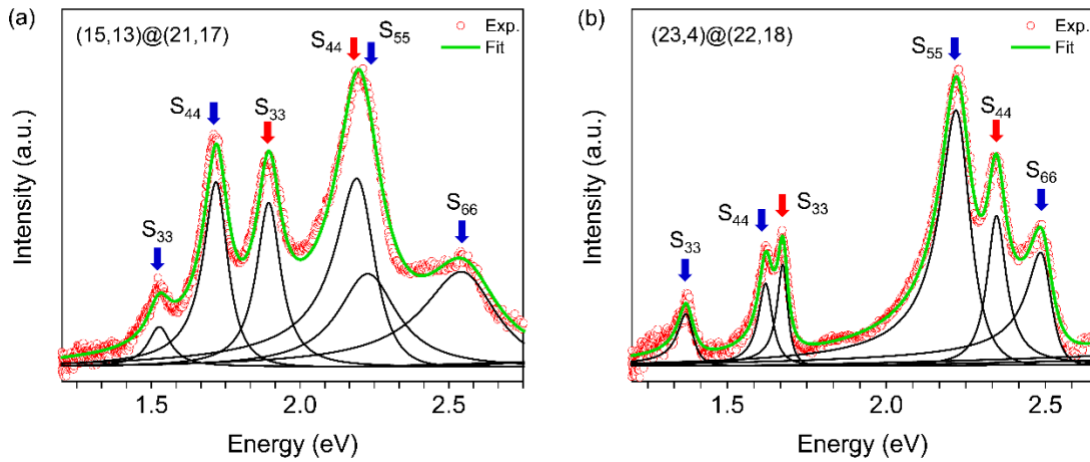 (a)
(15,13)@(21,17)
Exp.
Fit
S33
S44
S33
S44
S55
S66
Intensity (a.u.)
1.5 2.0 2.5
Energy (eV)
(b)
(23,4)@(22,18)
Exp.
Fit
S33
S44
S33
S55
S44
S66
Intensity (a.u.)
1.5 2.0 2.5
Energy (eV)